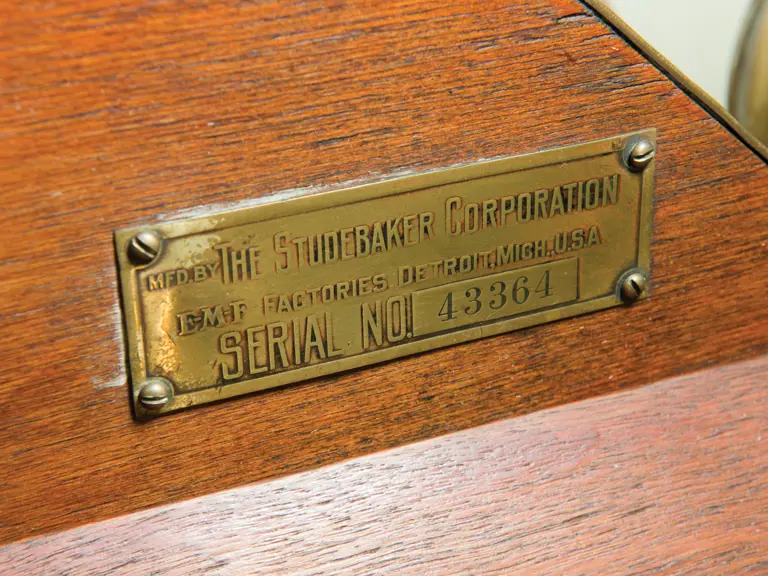 MFD. BY THE STUDEBAKER CORPORATION
E-M-F FACTORIES. DETROIT, MICH., U.S.A
SERIAL NO. 43364